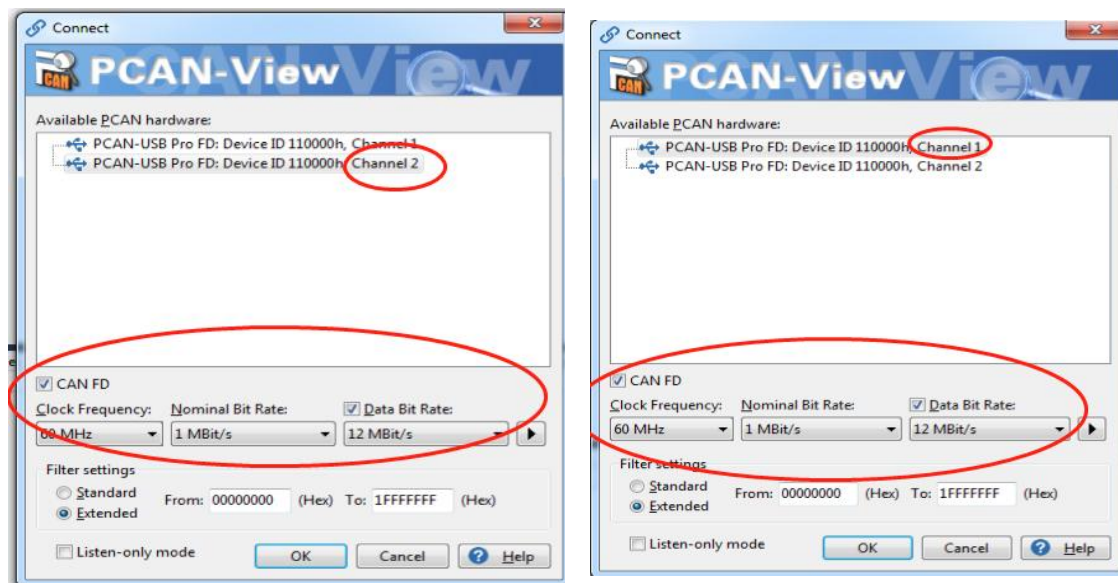 Connect
PCAN-View
Available PCAN hardware:
PCAN-USB Pro FD: Device ID 110000h, Channel 1
PCAN-USB Pro FD: Device ID 110000h, Channel 2
CAN FD
Clock Frequency: Nominal Bit Rate: Data Bit Rate:
60 MHz 1 MBit/s 12 MBit/s
Filter settings
Standard
From: 00000000 (Hex) To: 1FFFFFFF (Hex)
Extended
Listen-only mode OK Cancel Help
Connect
PCAN-View
Available PCAN hardware:
PCAN-USB Pro FD: Device ID 110000h, Channel 1
PCAN-USB Pro FD: Device ID 110000h, Channel 2
CAN FD
Clock Frequency: Nominal Bit Rate: Data Bit Rate:
60 MHz 1 MBit/s 12 MBit/s
Filter settings
Standard
From: 00000000 (Hex) To: 1FFFFFFF (Hex)
Extended
Listen-only mode OK Cancel Help